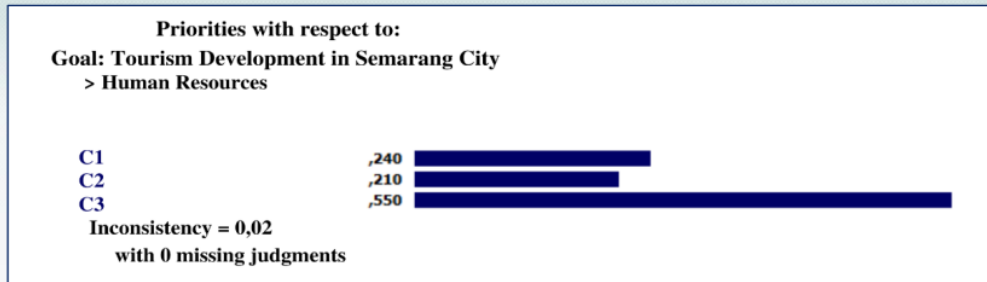 Priorities with respect to:
Goal: Tourism Development in Semarang City
> Human Resources
C1 ,240
C2 ,210
C3 ,550
Inconsistency = 0,02
with 0 missing judgments